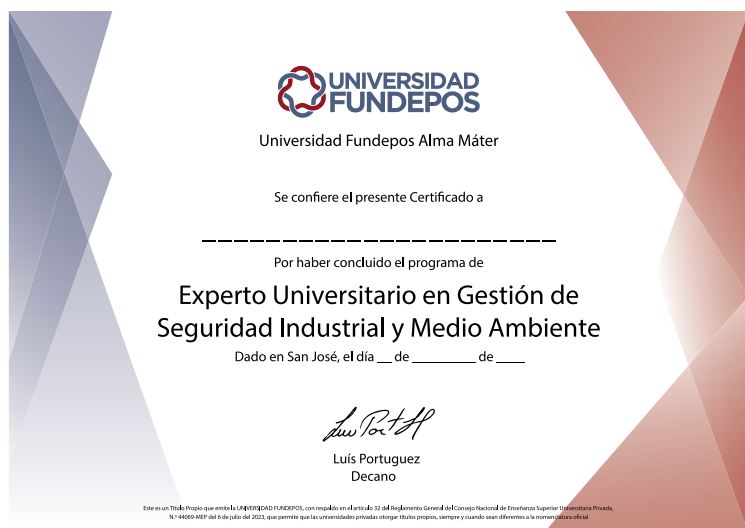 UNIVERSIDAD
FUNDEPOS
Universidad Fundepos Alma Máter
Se confiere el presente Certificado a
______________________
Por haber concluido el programa de
Experto Universitario en Gestión de
Seguridad Industrial y Medio Ambiente
Dado en San José, el día __ de ________ de ____
Luís Portuguez
Decano
Este es un Título Propio que emite la UNIVERSIDAD FUNDEPOS, con respaldo en el artículo 32 del Reglamento General del Consejo Nacional de Enseñanza Superior Universitaria Privada,
N.º 44069-MEP del 6 de julio del 2023, que permite que las universidades privadas otorgar títulos propios, siempre y cuando sean diferentes a la nomenclatura oficial